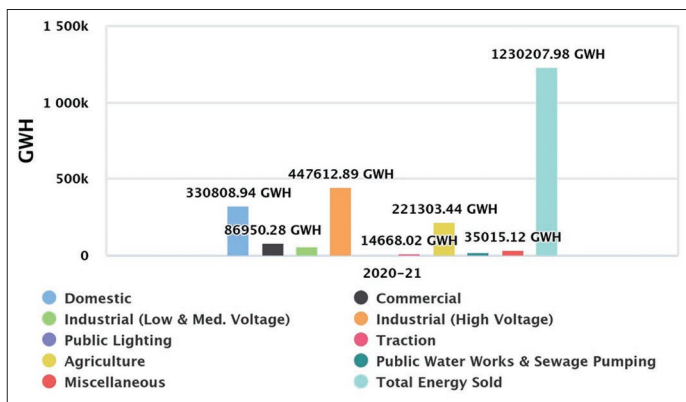 1 500k
1230207.98 GWH
1 000k
GWH
447612.89 GWH
500k
330808.94 GWH
221303.44 GWH
86950.28 GWH
14668.02 GWH
35015.12 GWH
0
2020-21
Domestic
Commercial
Industrial (Low & Med. Voltage)
Industrial (High Voltage)
Public Lighting
Traction
Agriculture
Public Water Works & Sewage Pumping
Miscellaneous
Total Energy Sold